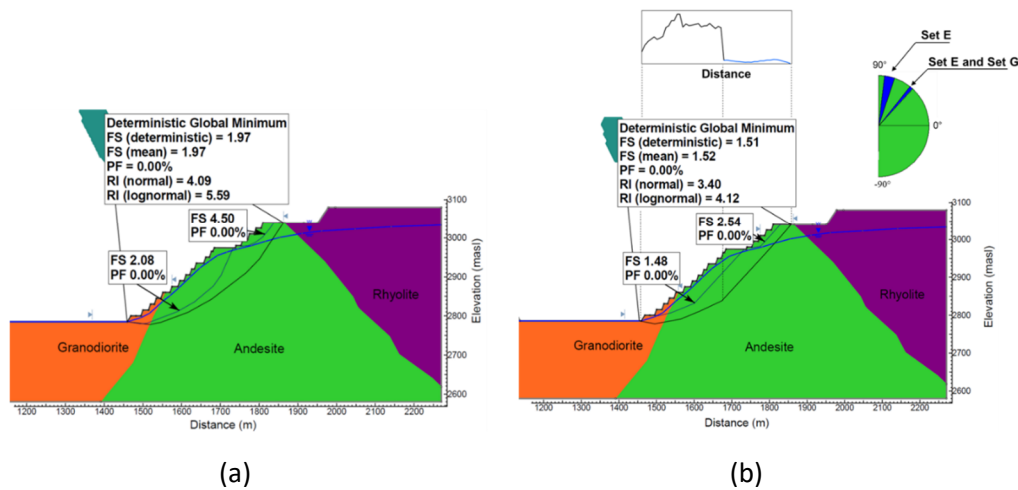 Deterministic Global Minimum
FS (deterministic) = 1.97
FS (mean) = 1.97
PF = 0.00%
RI (normal) = 4.09
RI (lognormal) = 5.59
FS 4.50
PF 0.00%
FS 2.08
PF 0.00%
Rhyolite
Granodiorite
Andesite
3100
3000
2900
2800
2700
2600
Elevation (masl)
1200 1300 1400 1500 1600 1700 1800 1900 2000 2100 2200
Distance (m)
(a)
Distance
Set E
Set E and Set G
90°
0°
-90°
Deterministic Global Minimum
FS (deterministic) = 1.51
FS (mean) = 1.52
PF = 0.00%
RI (normal) = 3.40
RI (lognormal) = 4.12
FS 2.54
PF 0.00%
FS 1.48
PF 0.00%
Rhyolite
Granodiorite
Andesite
3100
3000
2900
2800
2700
2600
Elevation (masl)
1200 1300 1400 1500 1600 1700 1800 1900 2000 2100 2200
Distance (m)
(b)